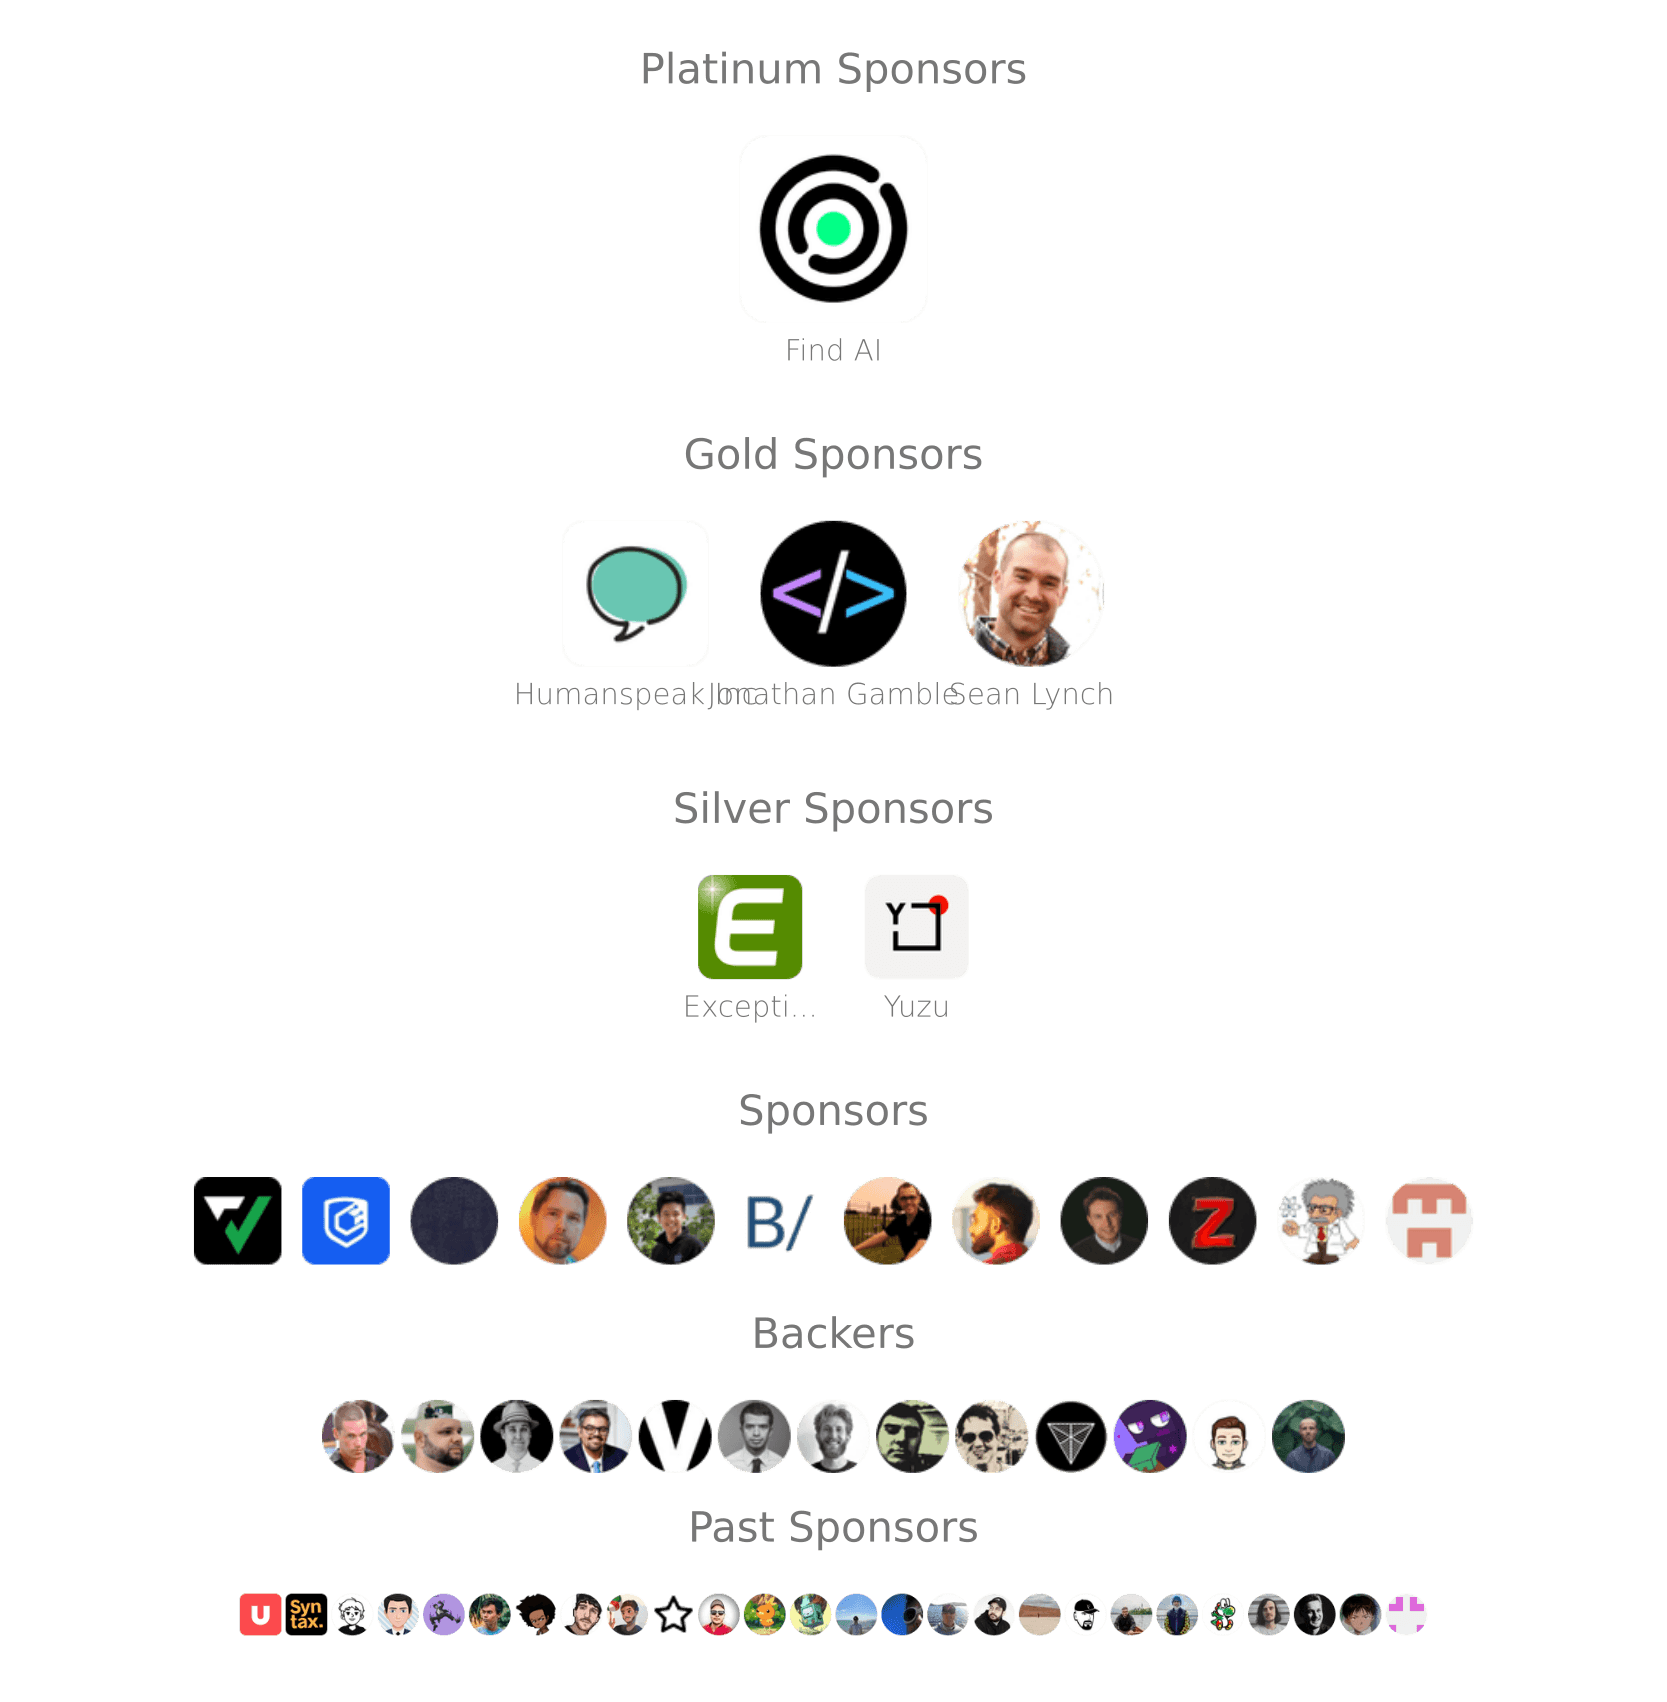 Platinum Sponsors
Find AI
Gold Sponsors
Humanspeak Inc
Jonathan Gamble
Sean Lynch
Silver Sponsors
E
Y
Excepti...
Yuzu
Sponsors
B/
Z
Backers
V
Past Sponsors
U
Syn
tax.